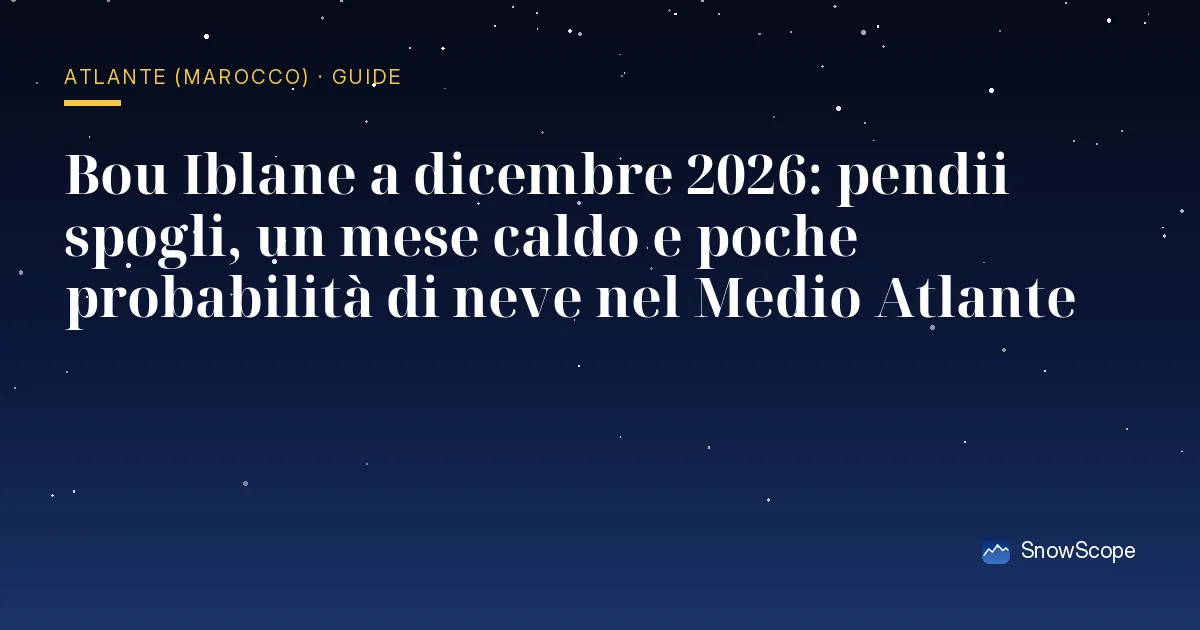 ATLANTE (MAROCCO) · GUIDE
Bou Iblane a dicembre 2026: pendii
spogli, un mese caldo e poche
probabilità di neve nel Medio Atlante
SnowScope